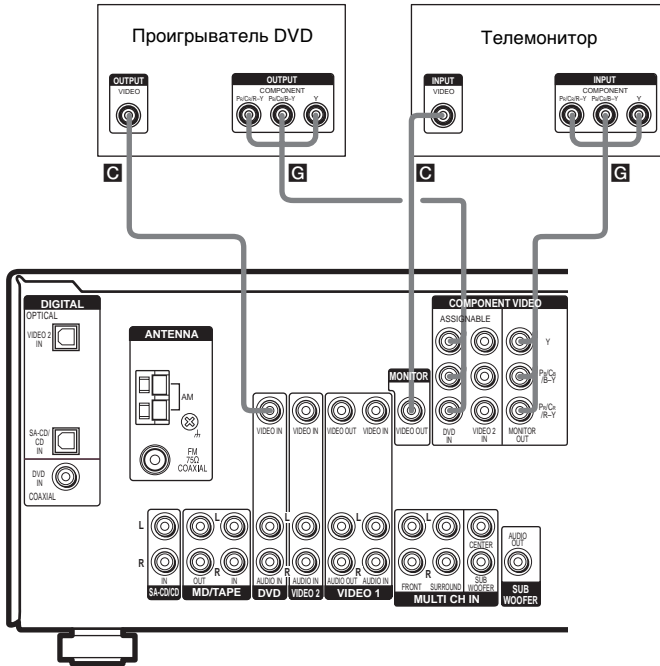 Проигрыватель DVD
Телемонитор
OUTPUT
VIDEO
OUTPUT
COMPONENT
PR/CR/R–Y PB/CB/B–Y Y
INPUT
VIDEO
INPUT
COMPONENT
PR/CR/R–Y PB/CB/B–Y Y
C
G
C
G
DIGITAL
OPTICAL
VIDEO 2
IN
SA-CD/
CD
IN
DVD
IN
COAXIAL
ANTENNA
AM
FM
75Ω
COAXIAL
MONITOR
COMPONENT VIDEO
ASSIGNABLE
Y
PB/CB
/B–Y
PR/CR
/R–Y
VIDEO IN
VIDEO IN
VIDEO OUT
VIDEO IN
VIDEO OUT
DVD
IN
VIDEO 2
IN
MONITOR
OUT
L
R
IN
SA-CD/CD
L
R
OUT
IN
MD/TAPE
AUDIO IN
DVD
L
R
AUDIO IN
VIDEO 2
L
R
AUDIO OUT
AUDIO IN
VIDEO 1
L
R
FRONT
SURROUND
CENTER
SUB
WOOFER
MULTI CH IN
AUDIO
OUT
SUB
WOOFER